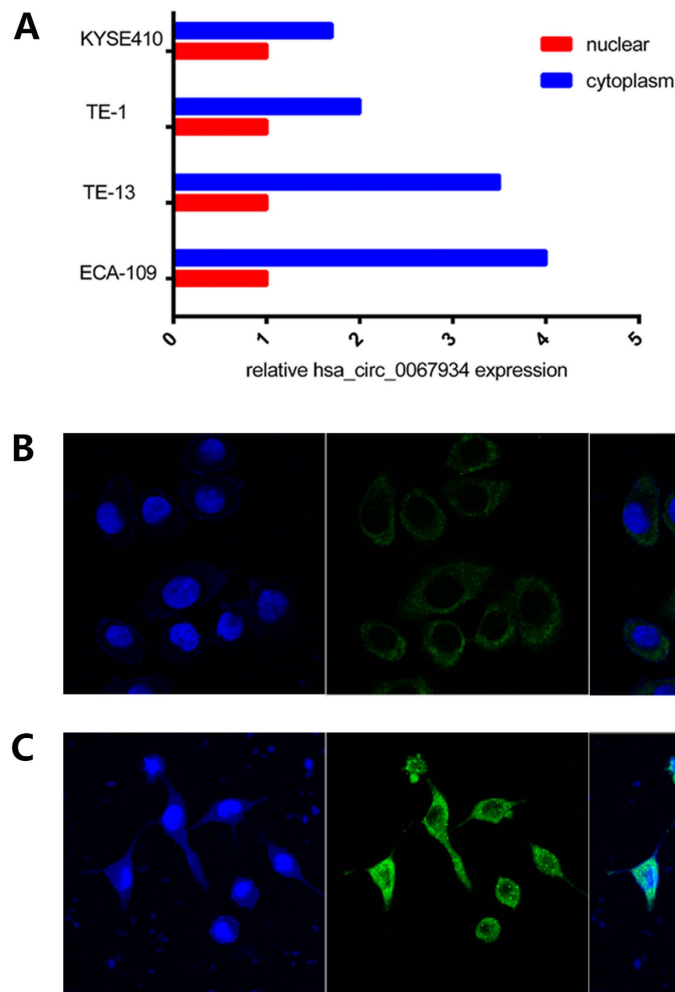 A
KYSE410
TE-1
TE-13
ECA-109
nuclear
cytoplasm
0 1 2 3 4 5
relative hsa_circ_0067934 expression
B
C